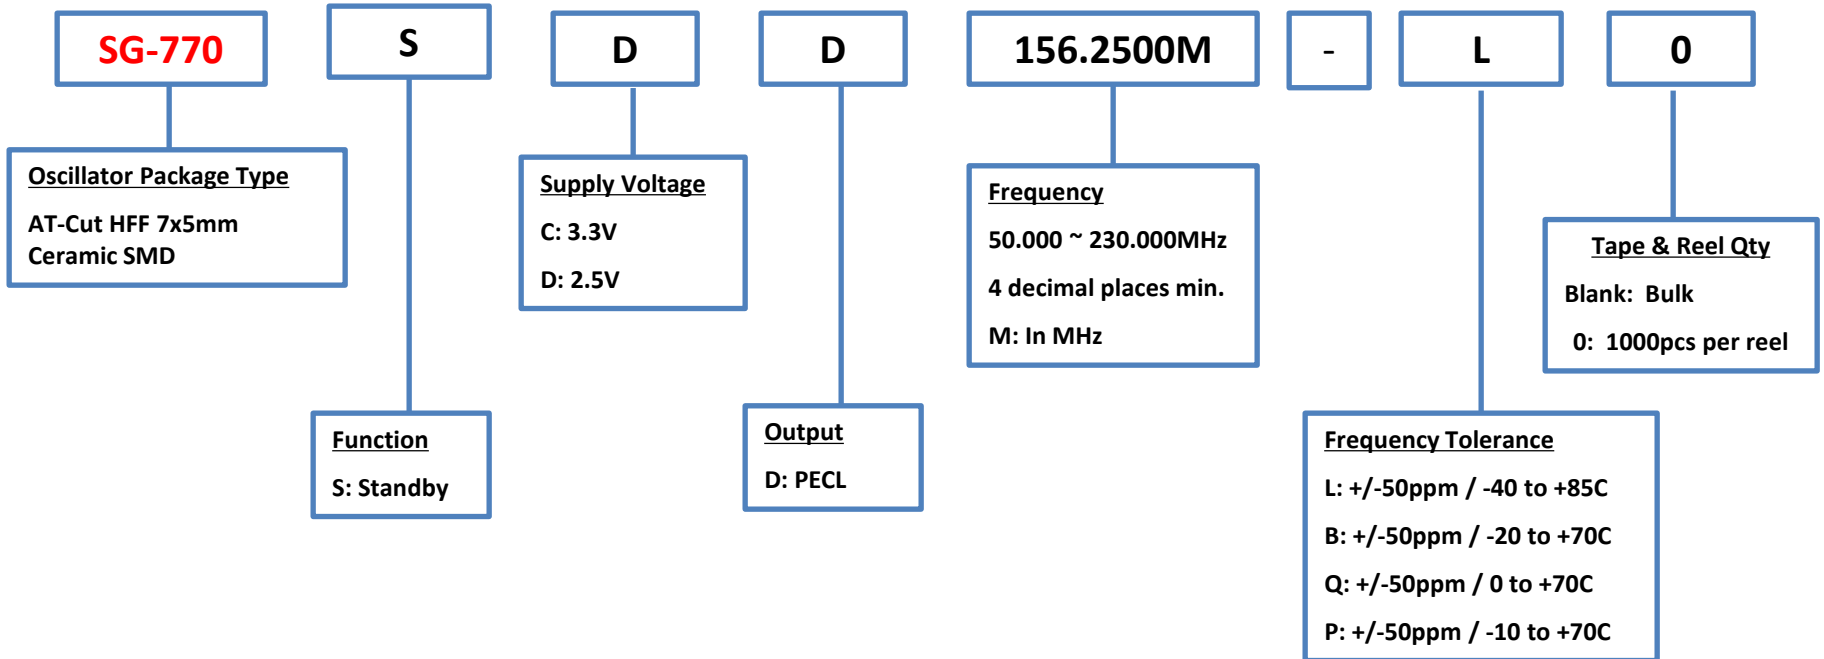 SG-770 S D D 156.2500M - L 0
Oscillator Package Type
AT-Cut HFF 7x5mm
Ceramic SMD
Supply Voltage
C: 3.3V
D: 2.5V
Frequency
50.000 ~ 230.000MHz
4 decimal places min.
M: In MHz
Tape & Reel Qty
Blank: Bulk
0: 1000pcs per reel
Function
S: Standby
Output
D: PECL
Frequency Tolerance
L: +/-50ppm / -40 to +85C
B: +/-50ppm / -20 to +70C
Q: +/-50ppm / 0 to +70C
P: +/-50ppm / -10 to +70C